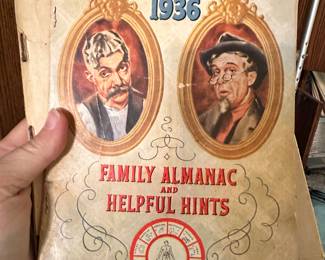 1936
FAMILY ALMANAC
AND
HELPFUL HINTS